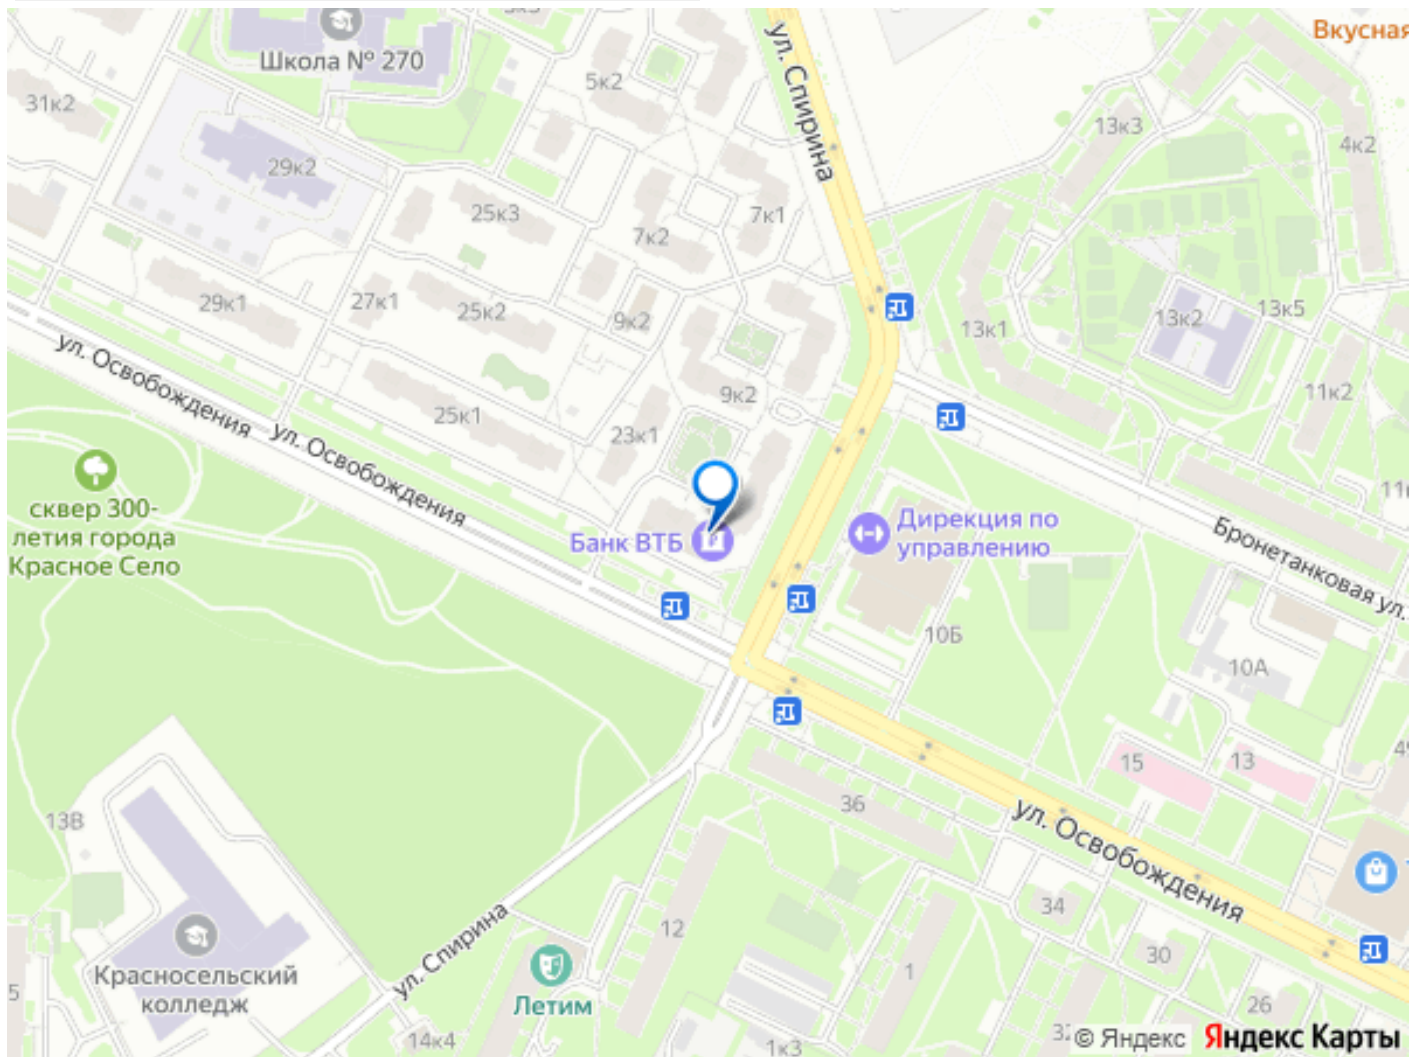 3к3
Вкусная
Школа № 270
ул. Спирина
5к2
31к2
13к3
4к2
29к2
25к3
7к1
7к2
29к1
27к1
25к2
9к2
13к1
13к2
13к5
9к2
11к2
ул. Освобождения
25к1
23к1
ул. Освобождения
сквер 300-
летия города
Красное Село
Банк ВТБ
Дирекция по
управлению
Бронетанковая ул.
10Б
10А
15
13
36
13В
ул. Освобождения
34
12
ул. Спирина
Красносельский
колледж
Летим
1
30
26
14к4
1к3
© Яндекс
Яндекс Карты